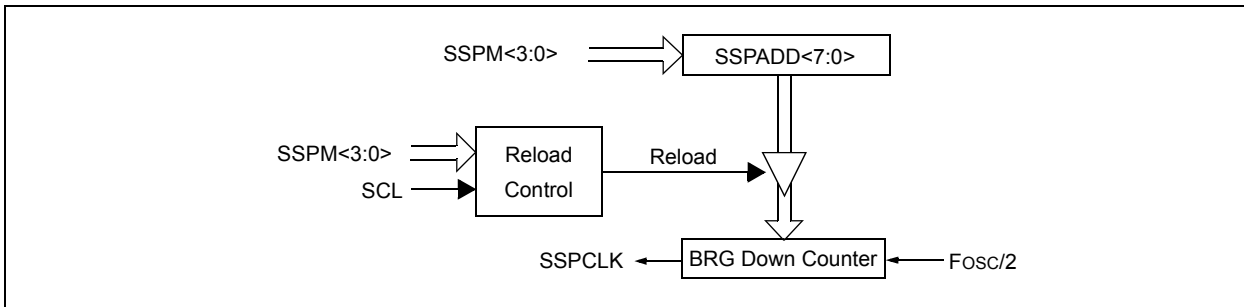 SSPM<3:0>
SSPADD<7:0>
SSPM<3:0>
SCL
Reload
Control
Reload
SSPCLK
BRG Down Counter
FOSC/2